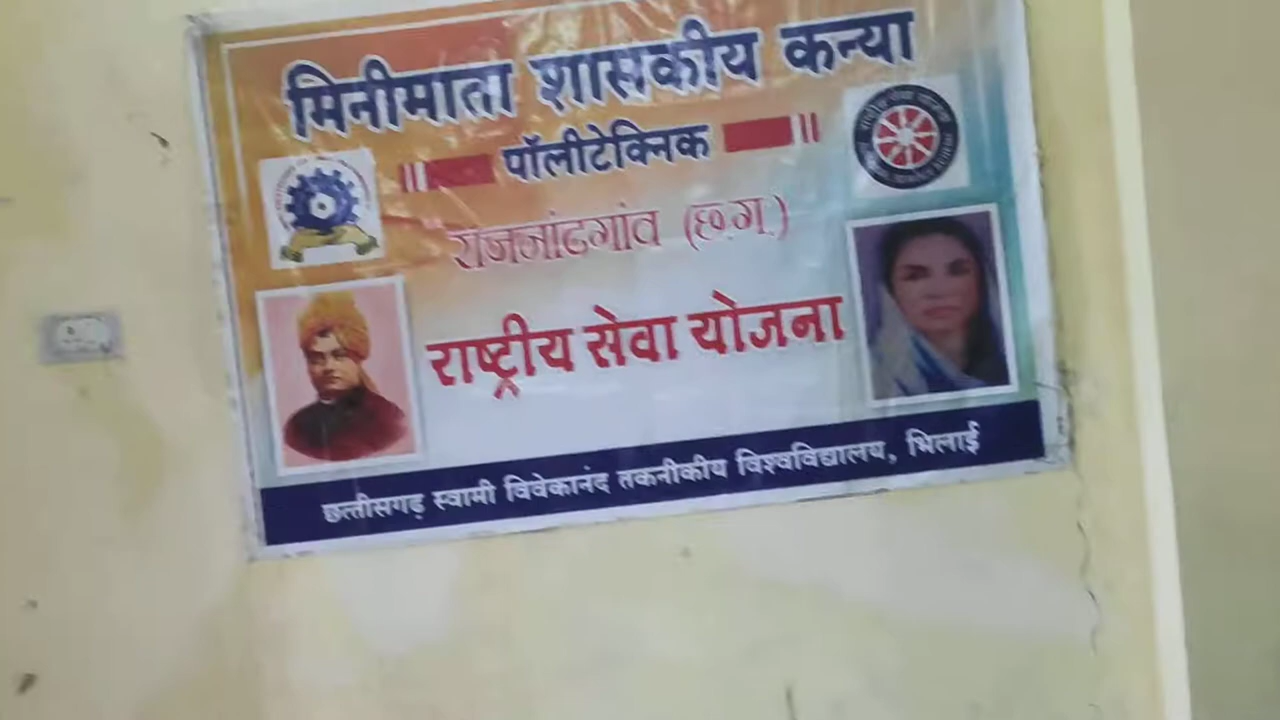 मिनीमाता शासकीय कन्या
पॉलीटेक्निक
राजनांदगांव (छ.ग.)
राष्ट्रीय सेवा योजना
छत्तीसगढ़ स्वामी विवेकानंद तकनीकीय विश्वविद्यालय, भिलाई